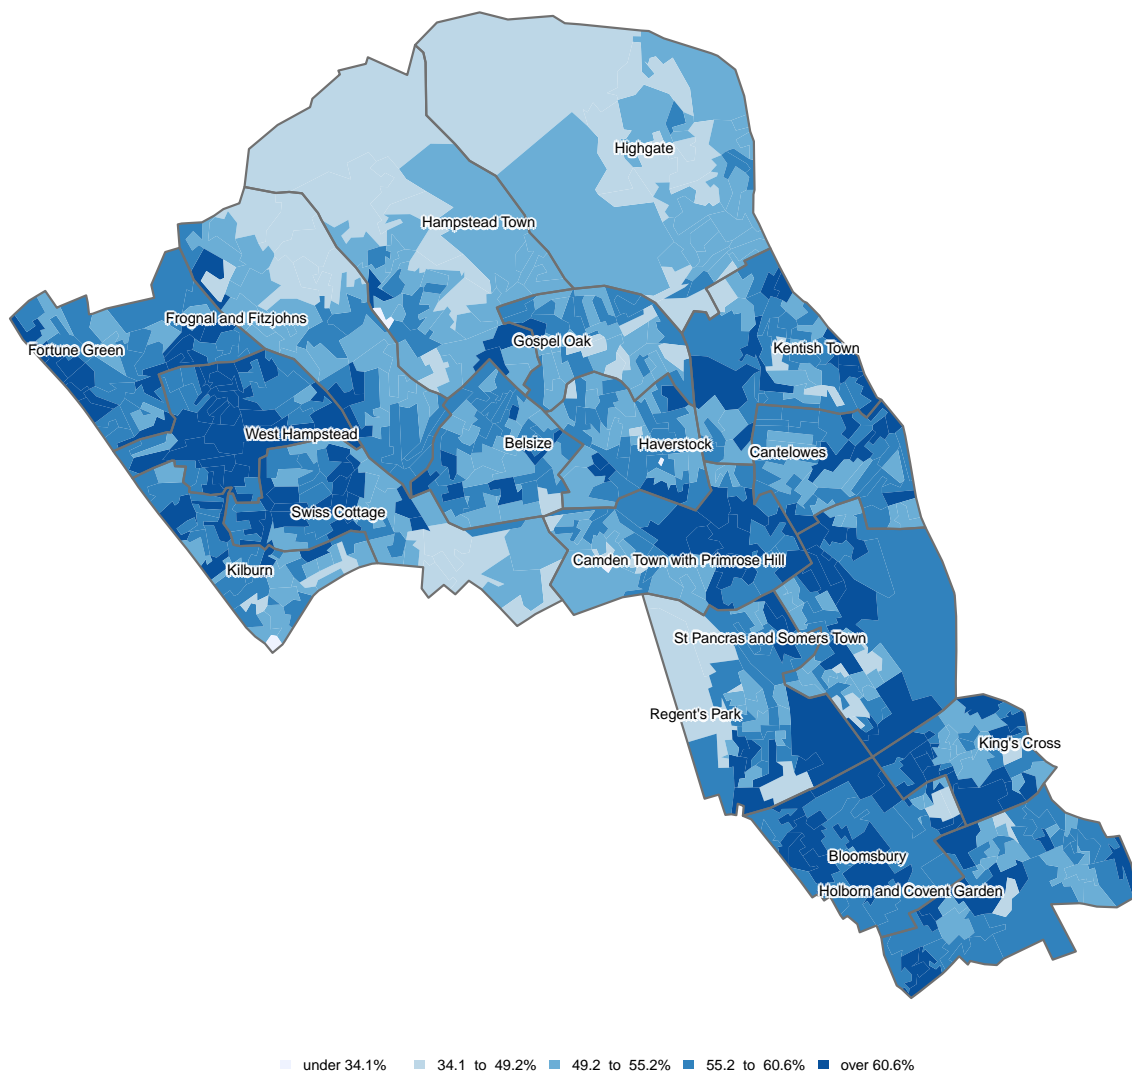 Highgate
Hampstead Town
Frognal and Fitzjohns
Gospel Oak
Fortune Green
Kentish Town
West Hampstead
Belsize
Haverstock
Cantelowes
Swiss Cottage
Camden Town with Primrose Hill
Kilburn
St Pancras and Somers Town
Regent's Park
King's Cross
Bloomsbury
Holborn and Covent Garden
under 34.1% 34.1 to 49.2% 49.2 to 55.2% 55.2 to 60.6% over 60.6%